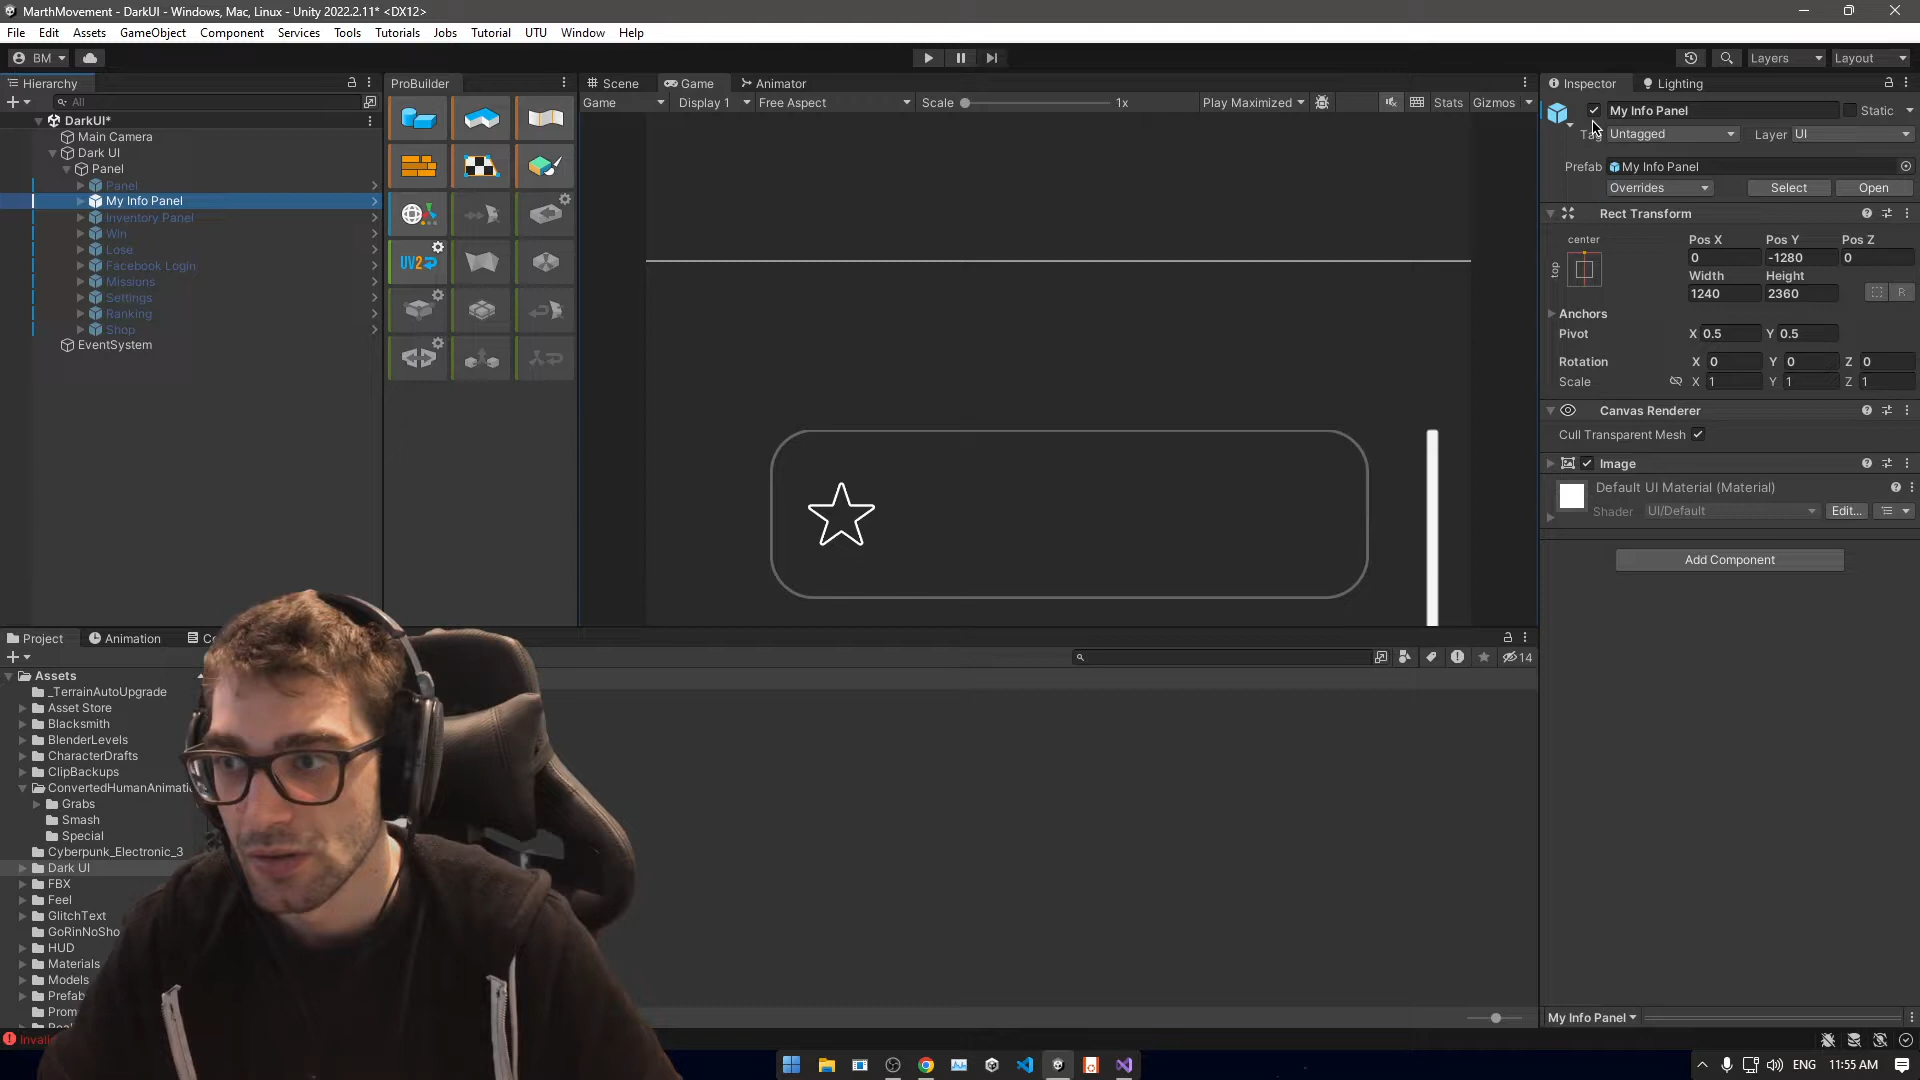 MarthMovement - DarkUI - Windows, Mac, Linux - Unity 2022.2.11* <DX12>
File Edit Assets GameObject Component Services Tools Tutorials Jobs Tutorial UTU Window Help
BM Layers Layout
Hierarchy ProBuilder Scene Game Animator Inspector Lighting
All Game Display 1 Free Aspect Scale 1x Play Maximized Stats Gizmos
DarkUI*
Main Camera
Dark UI
Panel
Panel
My Info Panel
Inventory Panel
Win
Lose
Facebook Login
Missions
Settings
Ranking
Shop
EventSystem
UV2
My Info Panel Static
Tag Untagged Layer UI
Prefab My Info Panel
Overrides Select Open
Rect Transform
center Pos X Pos Y Pos Z
top 0 -1280 0
Width Height
1240 2360 R
Anchors
Pivot X 0.5 Y 0.5
Rotation X 0 Y 0 Z 0
Scale X 1 Y 1 Z 1
Canvas Renderer
Cull Transparent Mesh
Image
Default UI Material (Material)
Shader UI/Default Edit...
Add Component
Project Animation
14
Assets
_TerrainAutoUpgrade
Asset Store
Blacksmith
BlenderLevels
CharacterDrafts
ClipBackups
ConvertedHumanAnimatic
Grabs
Smash
Special
Cyberpunk_Electronic_3
Dark UI
FBX
Feel
GlitchText
GoRinNoSho
HUD
Materials
Models
Prefab
Prom
My Info Panel
ENG 11:55 AM